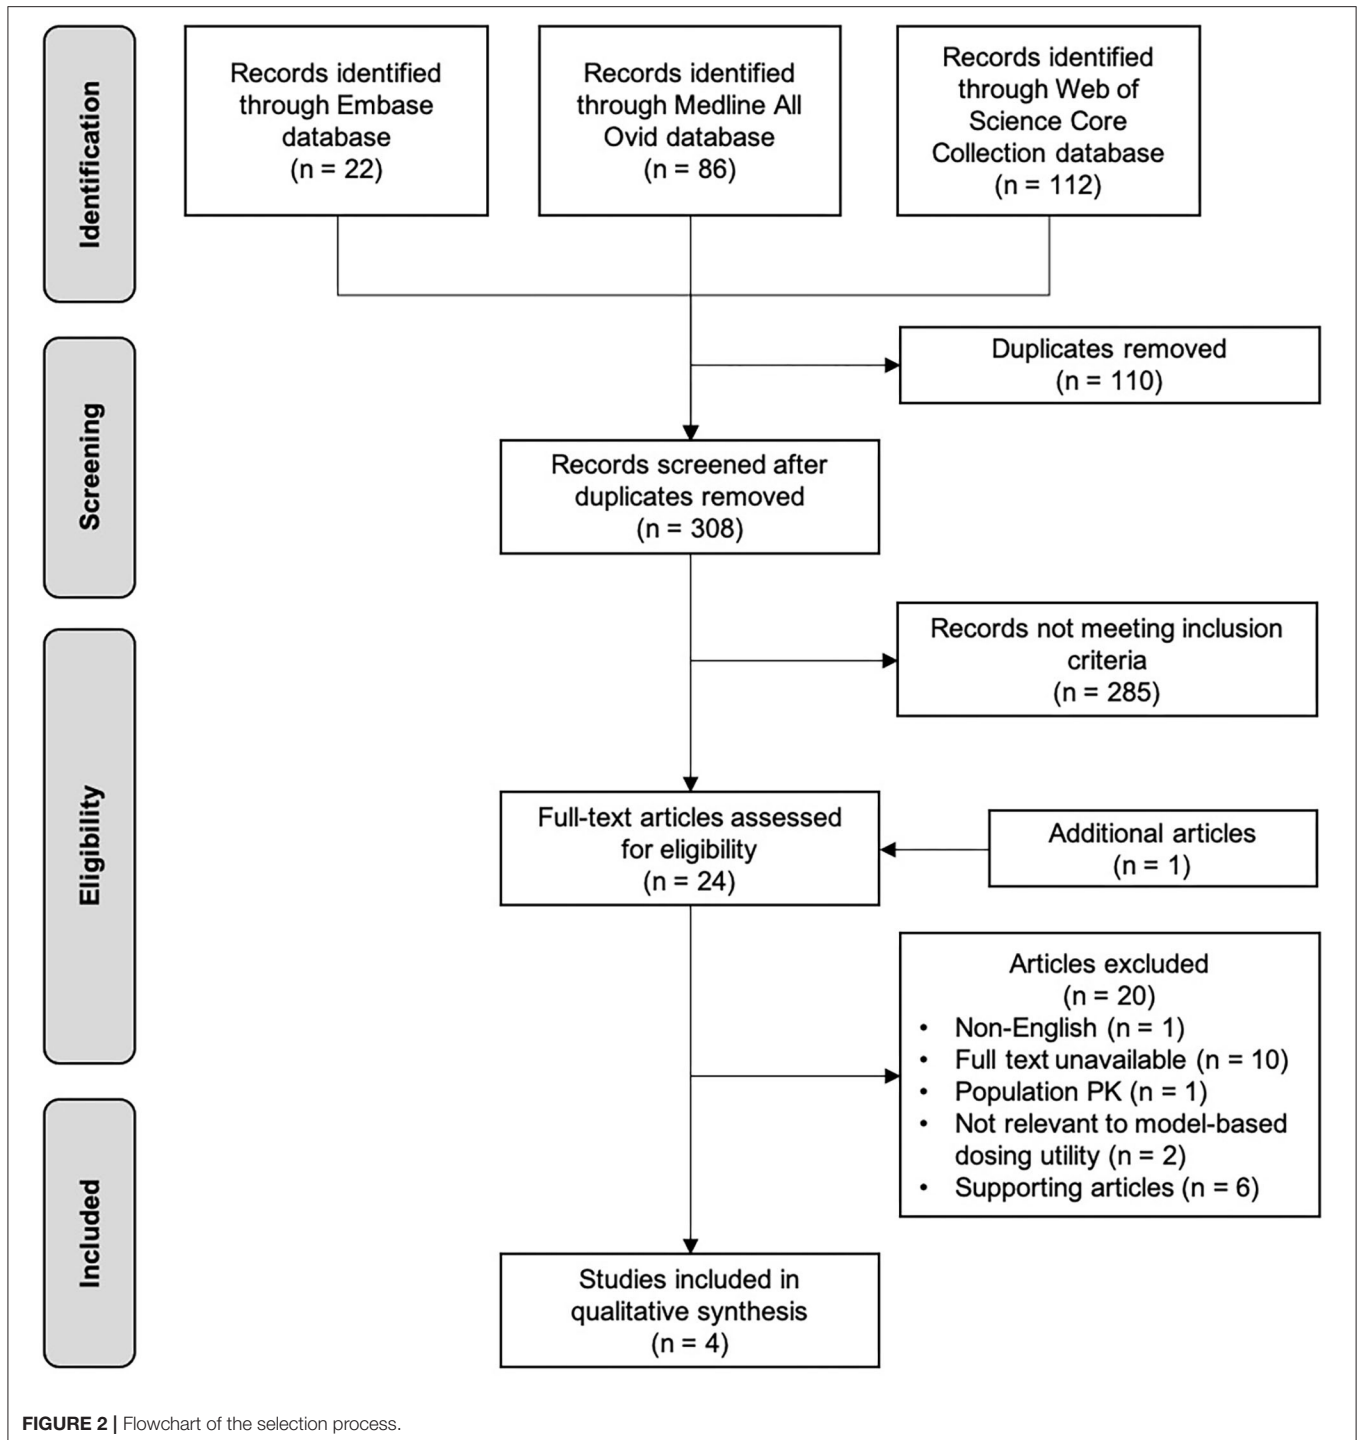 Identification
Records identified
through Embase
database
(n = 22)
Records identified
through Medline All
Ovid database
(n = 86)
Records identified
through Web of
Science Core
Collection database
(n = 112)
Screening
Duplicates removed
(n = 110)
Records screened after
duplicates removed
(n = 308)
Eligibility
Records not meeting inclusion
criteria
(n = 285)
Full-text articles assessed
for eligibility
(n = 24)
Additional articles
(n = 1)
Articles excluded
(n = 20)
• Non-English (n = 1)
• Full text unavailable (n = 10)
• Population PK (n = 1)
• Not relevant to model-based
dosing utility (n = 2)
• Supporting articles (n = 6)
Included
Studies included in
qualitative synthesis
(n = 4)
FIGURE 2 | Flowchart of the selection process.